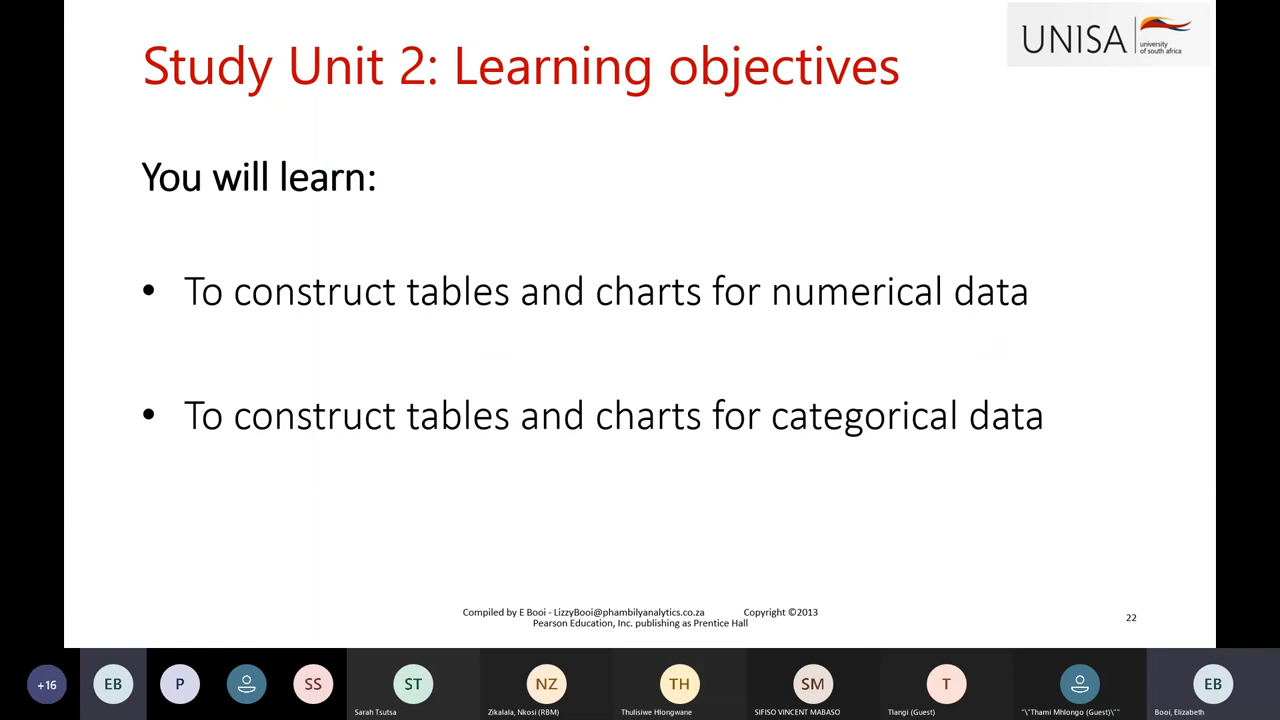 Study Unit 2: Learning objectives
UNISA
university
of south africa
You will learn:
• To construct tables and charts for numerical data
• To construct tables and charts for categorical data
Compiled by E Booi - LizzyBooi@phambilyanalytics.co.za Copyright ©2013
Pearson Education, Inc. publishing as Prentice Hall
22
+16
EB
P
SS
ST
NZ
TH
SM
T
EB
Sarah Tsutsa
Zikalala, Nkosi (RBM)
Thulisiwe Hlongwane
SIFISO VINCENT MABASO
Tlangi (Guest)
"\"Thami Mhlongo (Guest)\""
Booi, Elizabeth